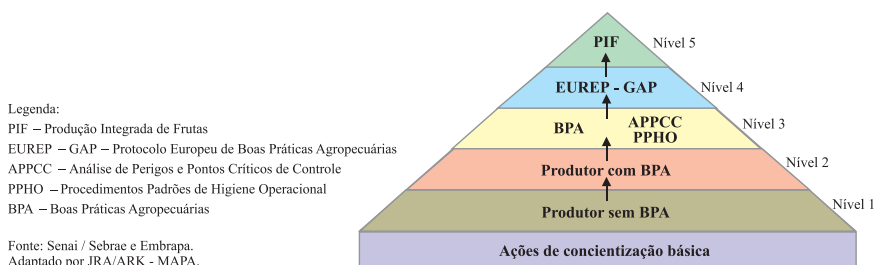 PIF
Nível 5
EUREP - GAP
Nível 4
BPA
APPCC
PPHO
Nível 3
Produtor com BPA
Nível 2
Produtor sem BPA
Nível 1
Ações de concientização básica
Legenda:
PIF – Produção Integrada de Frutas
EUREP – GAP – Protocolo Europeu de Boas Práticas Agropecuárias
APPCC – Análise de Perigos e Pontos Críticos de Controle
PPHO – Procedimentos Padrões de Higiene Operacional
BPA – Boas Práticas Agropecuárias
Fonte: Senai / Sebrae e Embrapa.
Adaptado por JRA/ARK - MAPA.